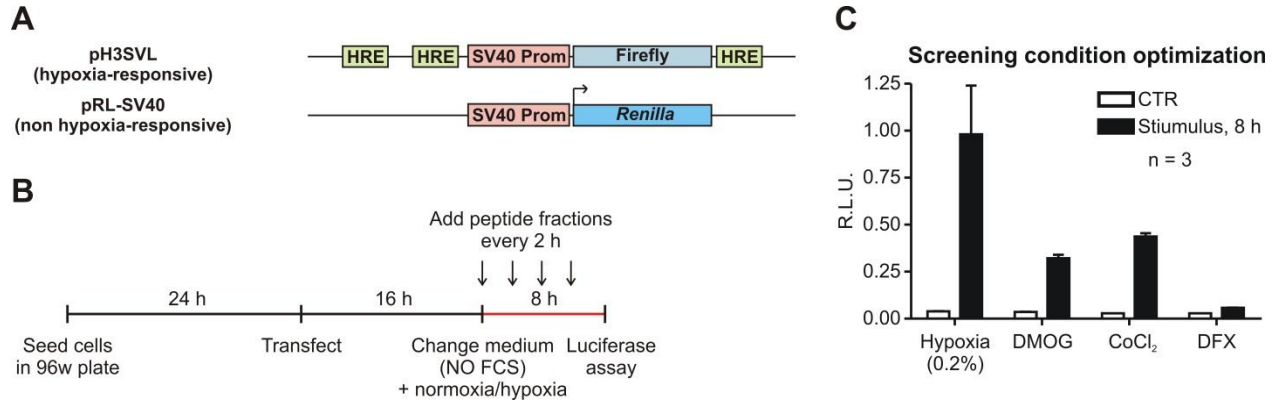 A
pH3SVL
(hypoxia-responsive)
HRE HRE SV40 Prom Firefly HRE
pRL-SV40
(non hypoxia-responsive)
SV40 Prom Renilla
B
Add peptide fractions
every 2 h
24 h 16 h 8 h
Seed cells
in 96w plate
Transfect
Change medium
(NO FCS)
+ normoxia/hypoxia
Luciferase
assay
C
Screening condition optimization
R.L.U.
1.25
1.00
0.75
0.50
0.25
0.00
CTR
Stiumulus, 8 h
n = 3
Hypoxia
(0.2%)
DMOG
CoCl₂
DFX